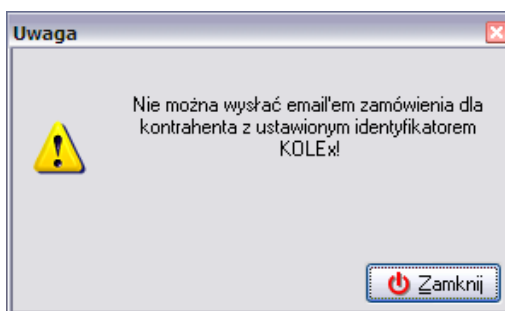 Uwaga
Nie można wysłać email'em zamówienia dla
kontrahenta z ustawionym identyfikatorem
KOLEx!
Zamknij